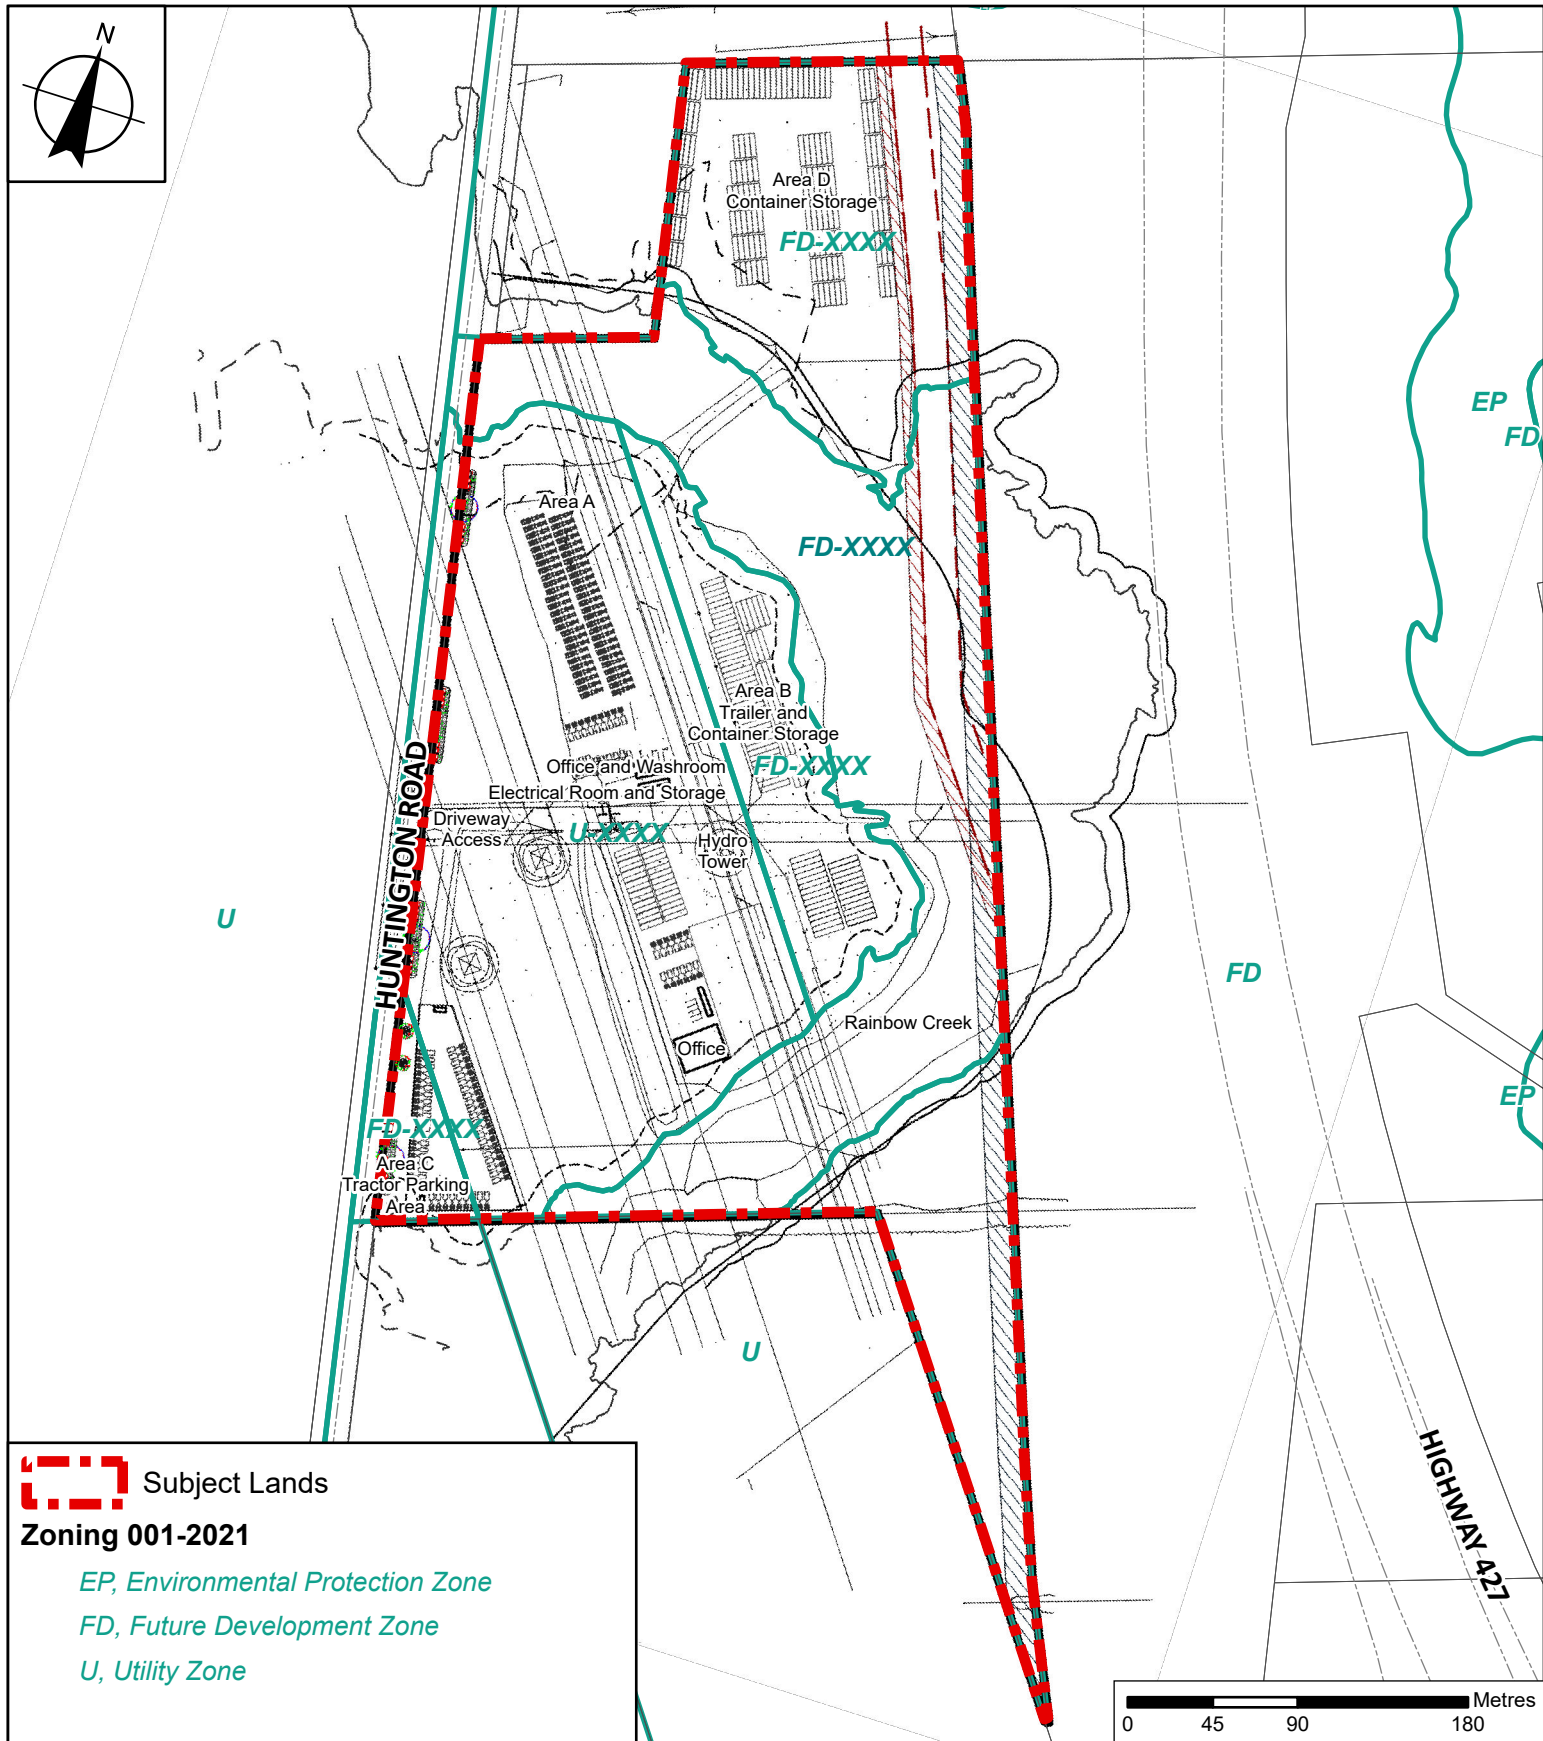 N
Area D
Container Storage
FD-XXXX
EP
FD
Area A
FD-XXXX
Area B
Trailer and
Container Storage
FD-XXXX
Office and Washroom
Electrical Room and Storage
HUNTINGTON ROAD
Driveway
Access
U-XXXX
Hydro
Tower
U
FD
Rainbow Creek
Office
EP
FD-XXXX
Area C
Tractor Parking
Area
U
HIGHWAY 427
Subject Lands
Zoning 001-2021
EP, Environmental Protection Zone
FD, Future Development Zone
U, Utility Zone
Metres
0 45 90 180